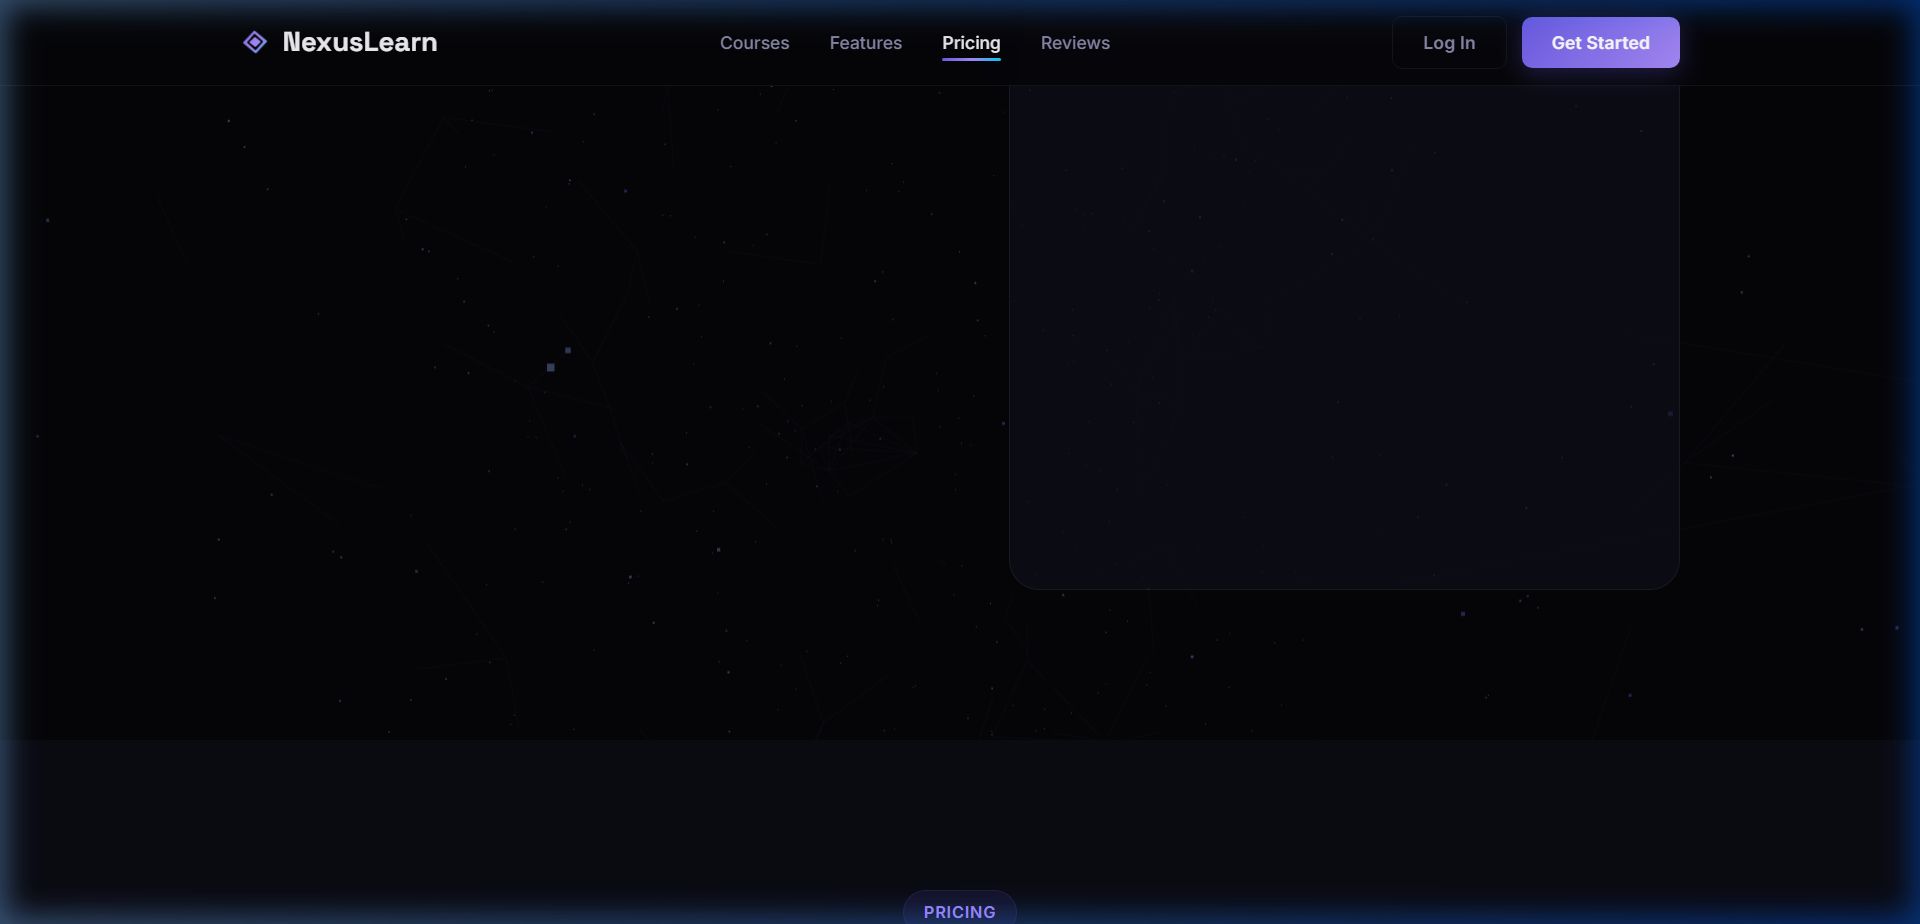 NexusLearn
Courses
Features
Pricing
Reviews
Log In
Get Started
PRICING